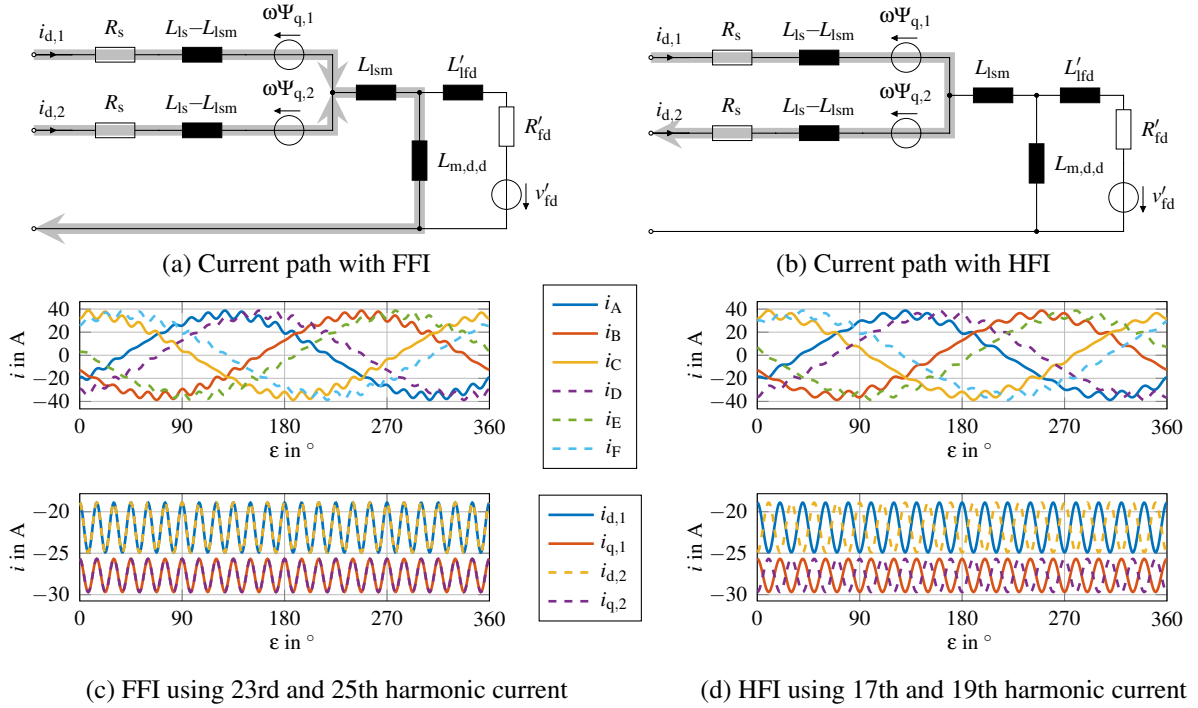 i_d,1 R_s L_ls−L_lsm ωΨ_q,1
L_lsm L′_lfd
i_d,2 R_s L_ls−L_lsm ωΨ_q,2
R′_fd
L_m,d,d
v′_fd
(a) Current path with FFI
i_d,1 R_s L_ls−L_lsm ωΨ_q,1
L_lsm L′_lfd
i_d,2 R_s L_ls−L_lsm ωΨ_q,2
R′_fd
L_m,d,d
v′_fd
(b) Current path with HFI
i in A
40
20
0
−20
−40
0 90 180 270 360
ε in °
i_A
i_B
i_C
i_D
i_E
i_F
i in A
40
20
0
−20
−40
0 90 180 270 360
ε in °
i in A
−20
−25
−30
0 90 180 270 360
ε in °
i_d,1
i_q,1
i_d,2
i_q,2
i in A
−20
−25
−30
0 90 180 270 360
ε in °
(c) FFI using 23rd and 25th harmonic current
(d) HFI using 17th and 19th harmonic current